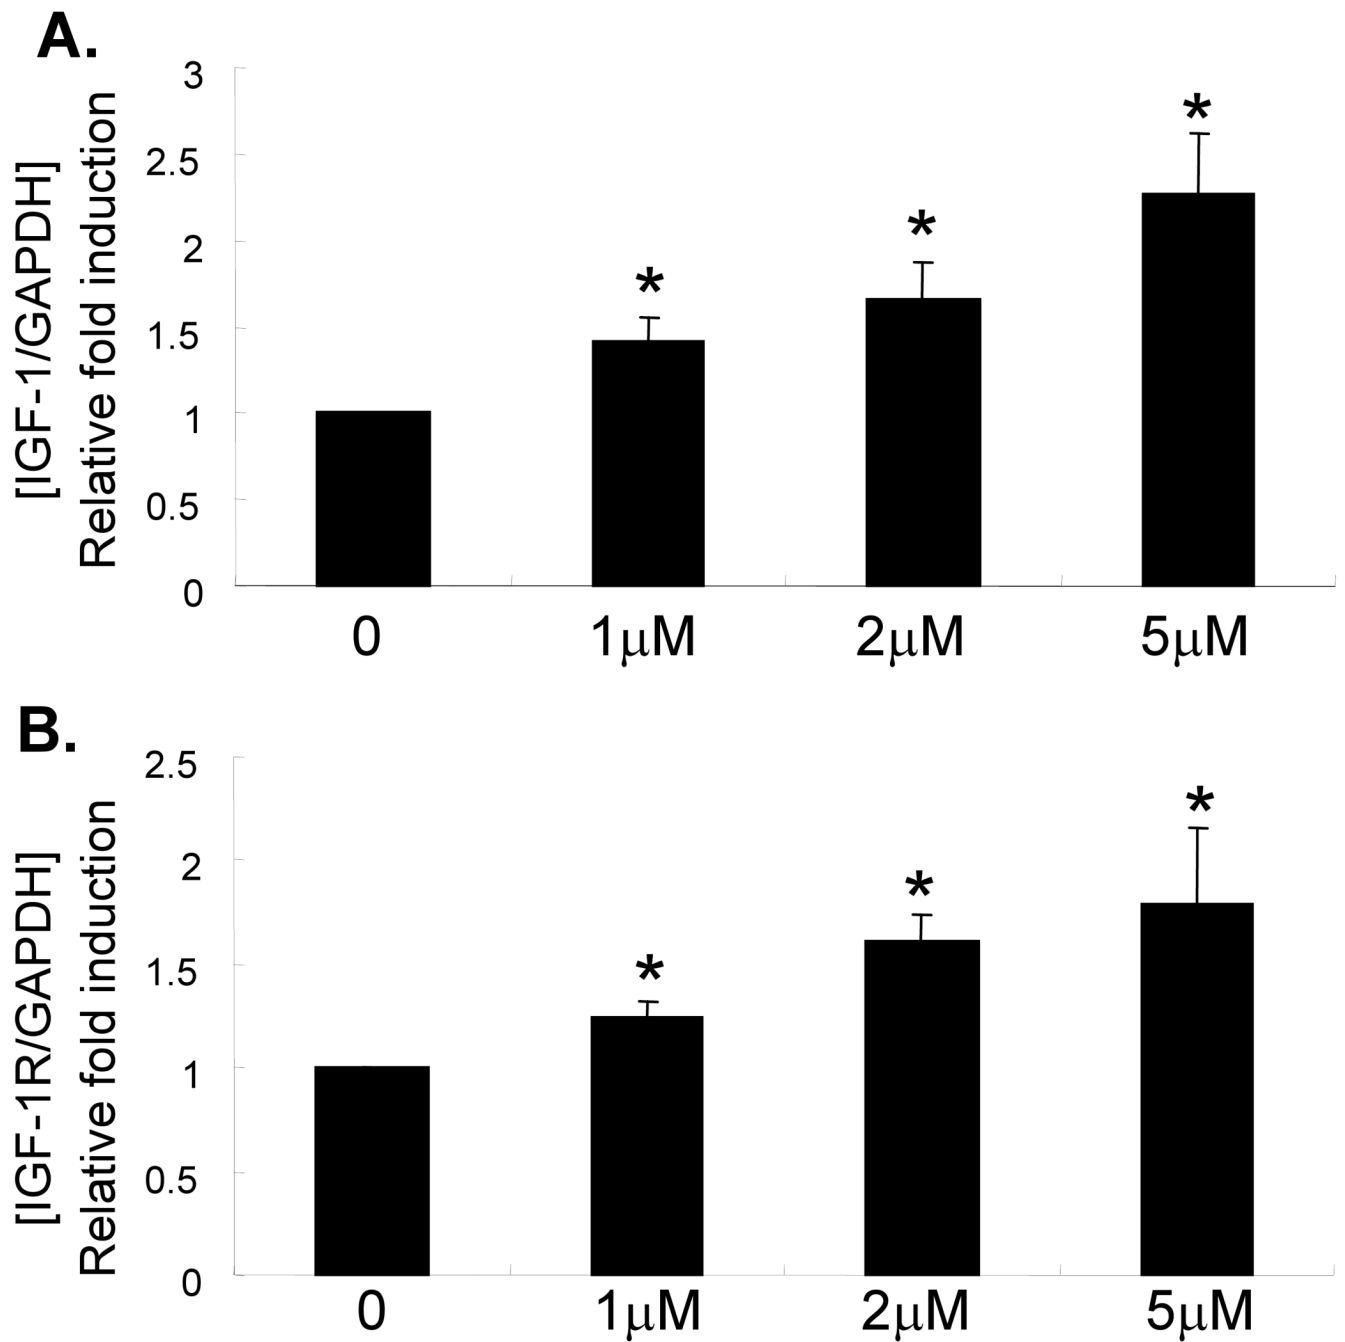 A.
[IGF-1/GAPDH]
Relative fold induction
3
2.5
2
1.5
1
0.5
0
*
*
*
0
1μM
2μM
5μM
B.
[IGF-1R/GAPDH]
Relative fold induction
2.5
2
1.5
1
0.5
0
*
*
*
0
1μM
2μM
5μM